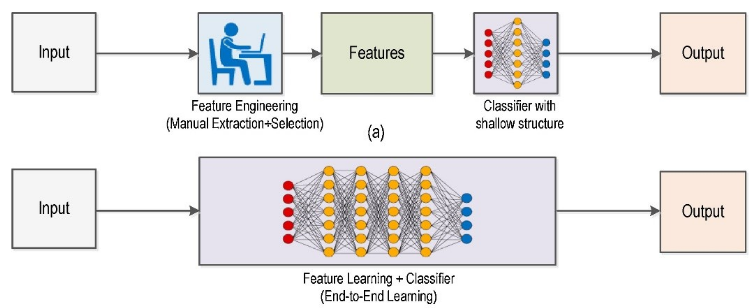 Input
Features
Output
Feature Engineering
(Manual Extraction+Selection)
Classifier with
shallow structure
(a)
Input
Output
Feature Learning + Classifier
(End-to-End Learning)